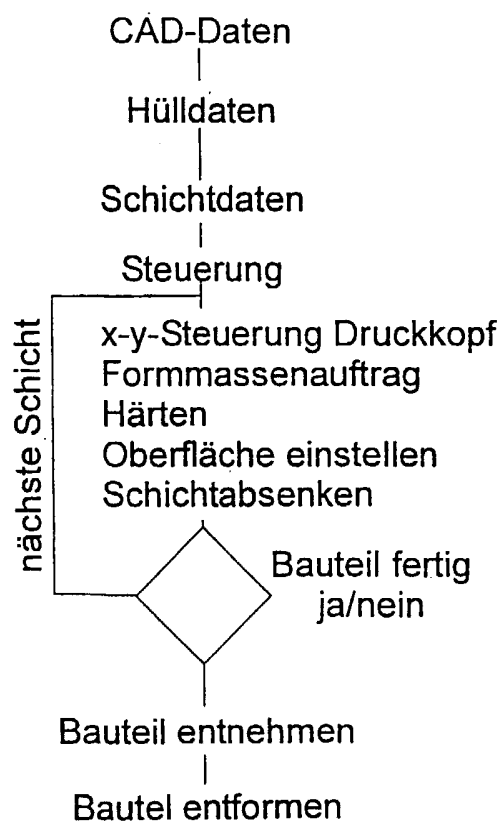 CAD-Daten
Hülldaten
Schichtdaten
Steuerung
nächste Schicht
x-y-Steuerung Druckkopf
Formmassenauftrag
Härten
Oberfläche einstellen
Schichtabsenken
Bauteil fertig
ja/nein
Bauteil entnehmen
Bautel entformen